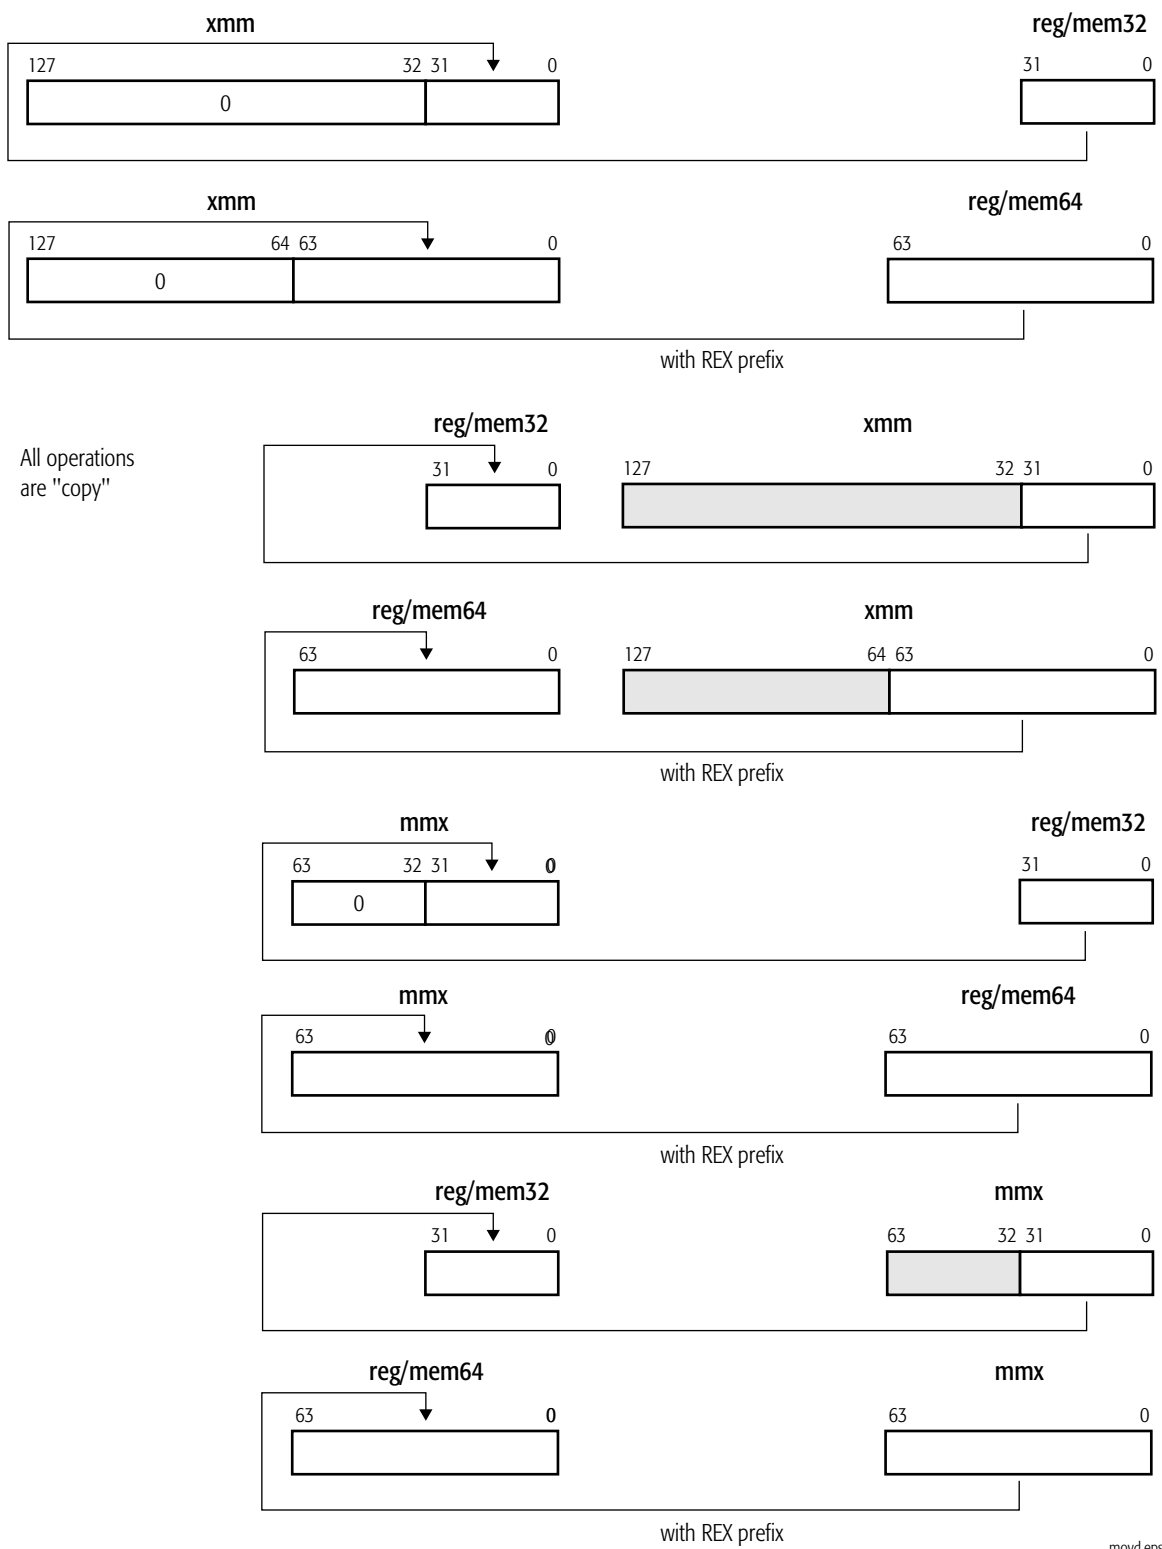 xmm reg/mem32
127 32 31 0 31 0
0
xmm reg/mem64
127 64 63 0 63 0
0
with REX prefix
reg/mem32 xmm
All operations
are "copy"
31 0 127 32 31 0
reg/mem64 xmm
63 0 127 64 63 0
with REX prefix
mmx reg/mem32
63 32 31 0 31 0
0
mmx reg/mem64
63 0 63 0
with REX prefix
reg/mem32 mmx
31 0 63 32 31 0
reg/mem64 mmx
63 0 63 0
with REX prefix
movd.eps